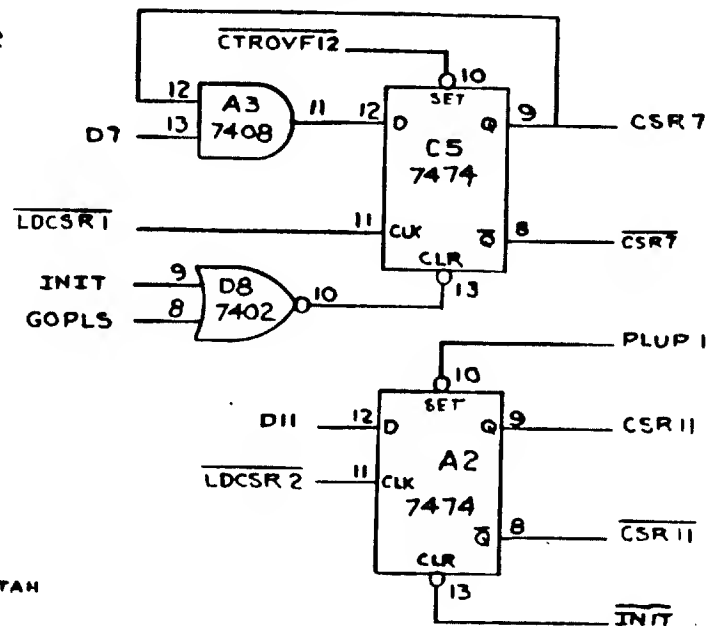 CTROVF12
10
SET
12
A3
7408
11
12
D
Q
9
CSR7
D7
13
C5
7474
LDCSR1
11
CLK
Q
8
CSR7
CLR
13
INIT
9
D8
7402
10
GOPLS
8
PLUP1
10
SET
D11
12
D
Q
9
CSR11
A2
7474
LDCSR2
11
CLK
Q
8
CSR11
CLR
13
INIT
TAH